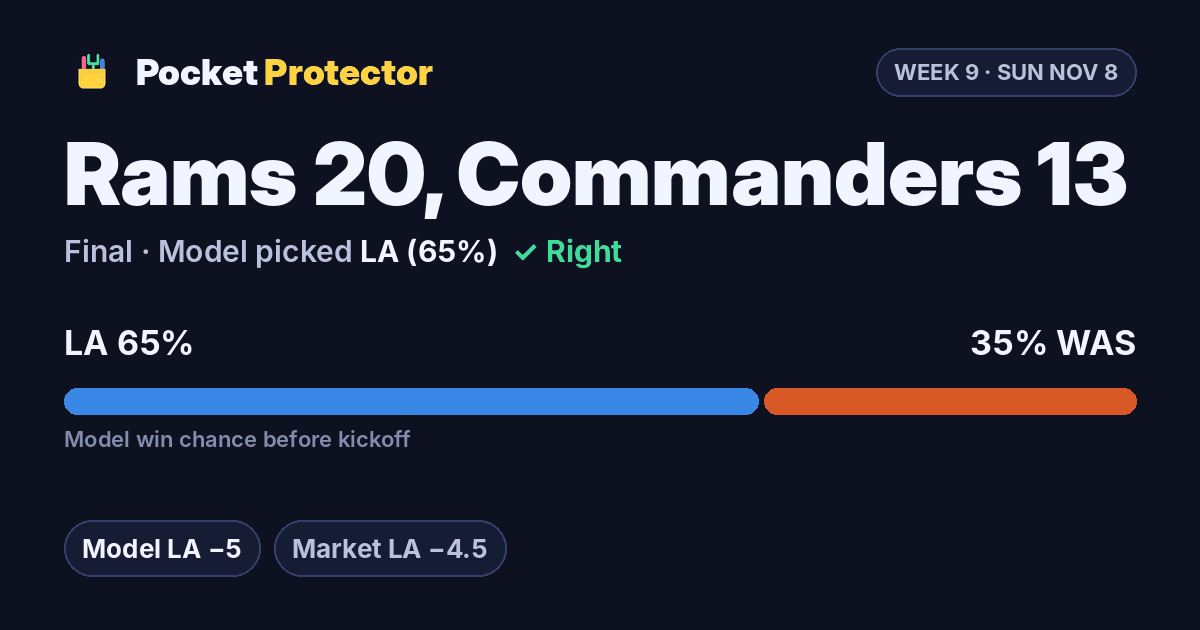 Pocket Protector
WEEK 9 · SUN NOV 8
Rams 20, Commanders 13
Final · Model picked LA (65%) ✓ Right
LA 65%
35% WAS
Model win chance before kickoff
Model LA −5
Market LA −4.5